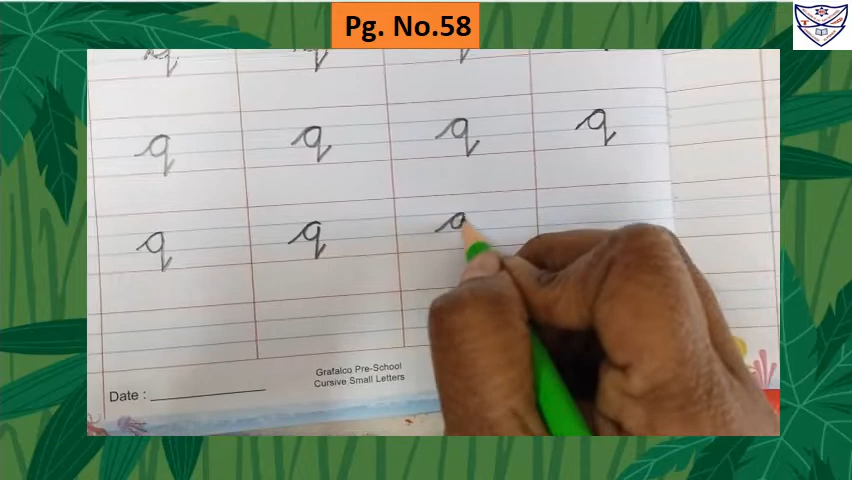 Pg. No.58
q q q
q q q q
q q
Date :
Grafalco Pre-School
Cursive Small Letters